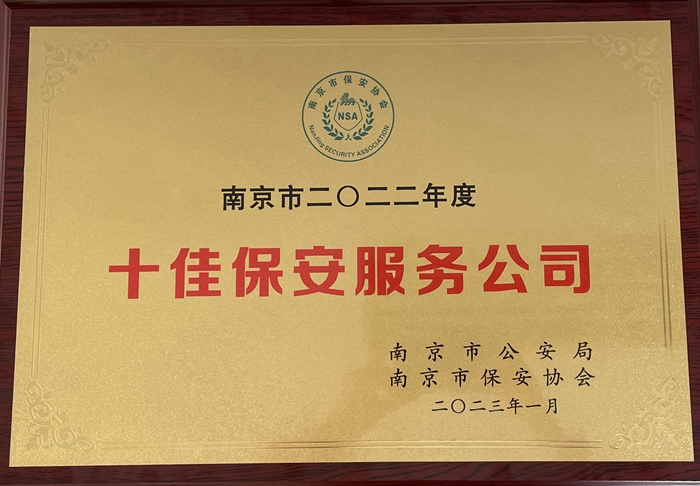 南京市保安协会
NSA
NanJing SECURITY ASSOCIATION
南京市二〇二二年度
十佳保安服务公司
南京市公安局
南京市保安协会
二〇二三年一月